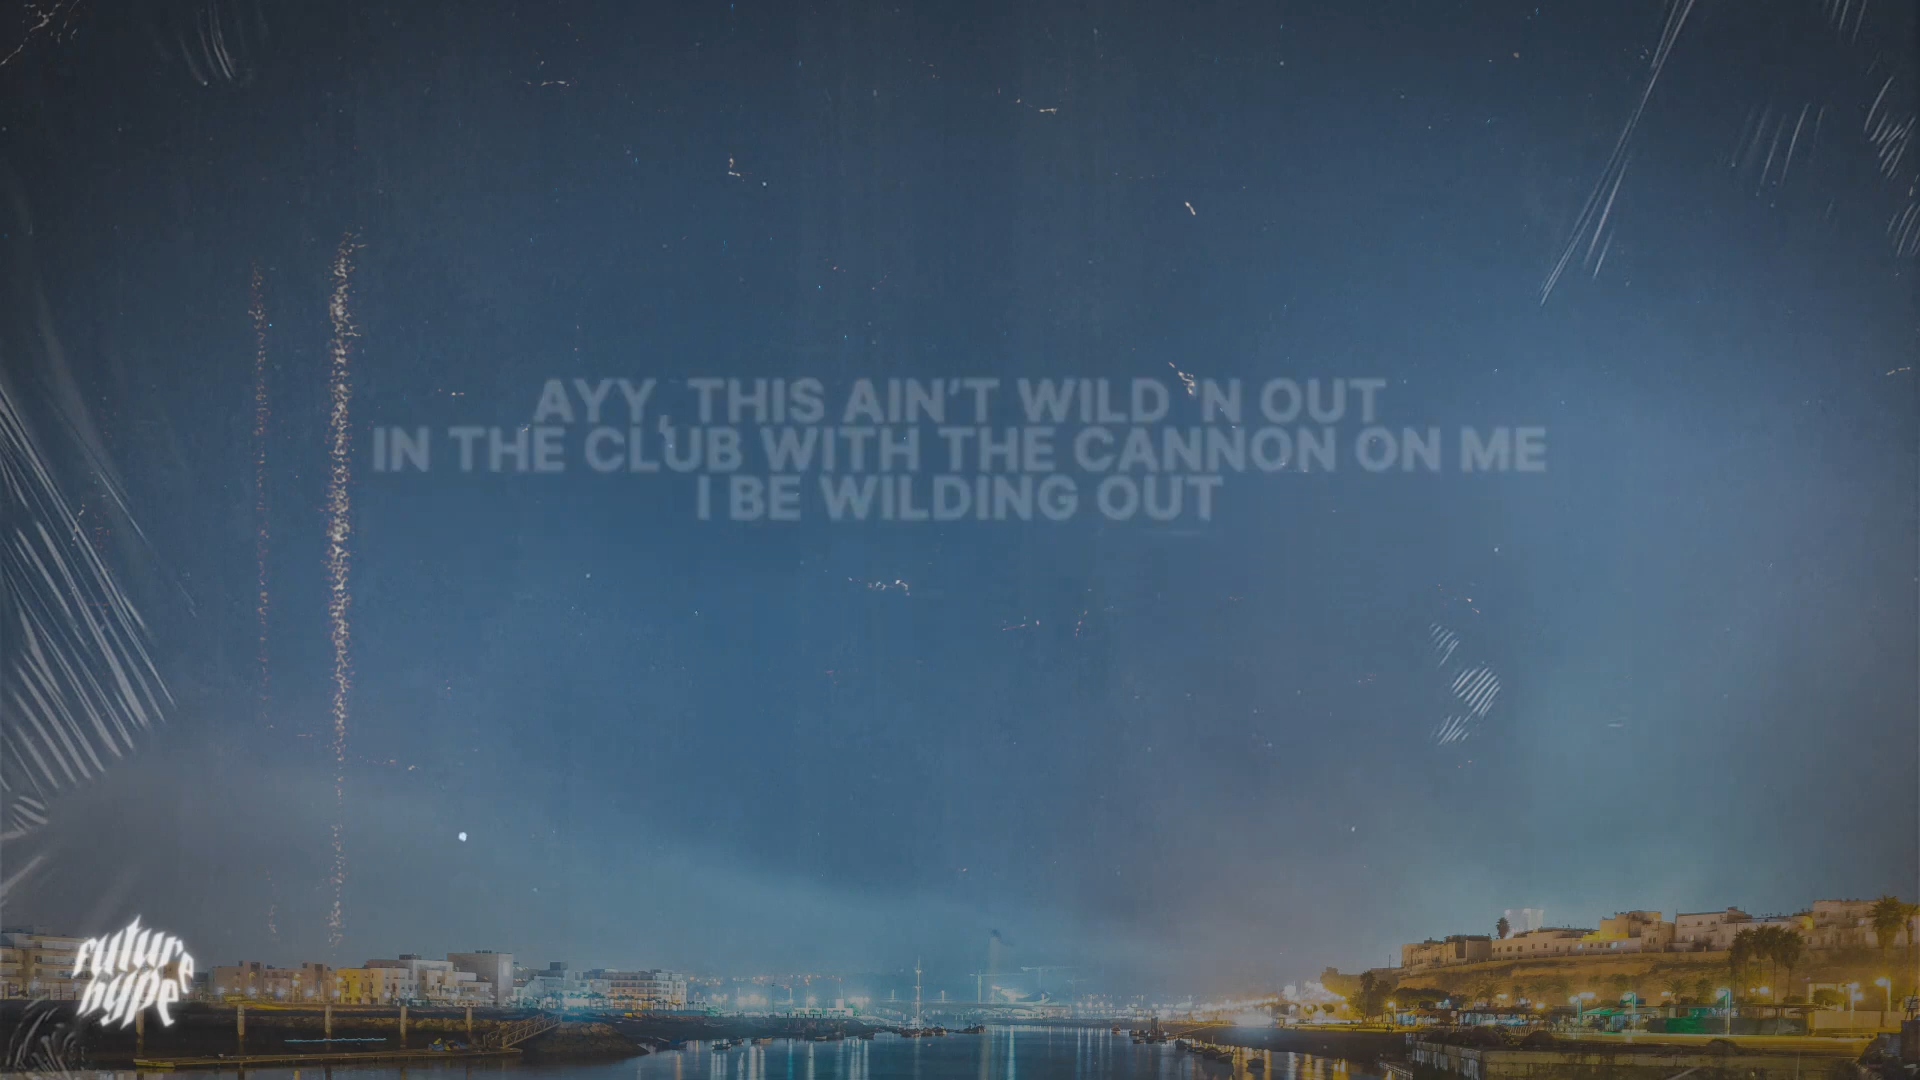 AYY, THIS AIN'T WILD 'N OUT
IN THE CLUB WITH THE CANNON ON ME
I BE WILDING OUT
future
hype